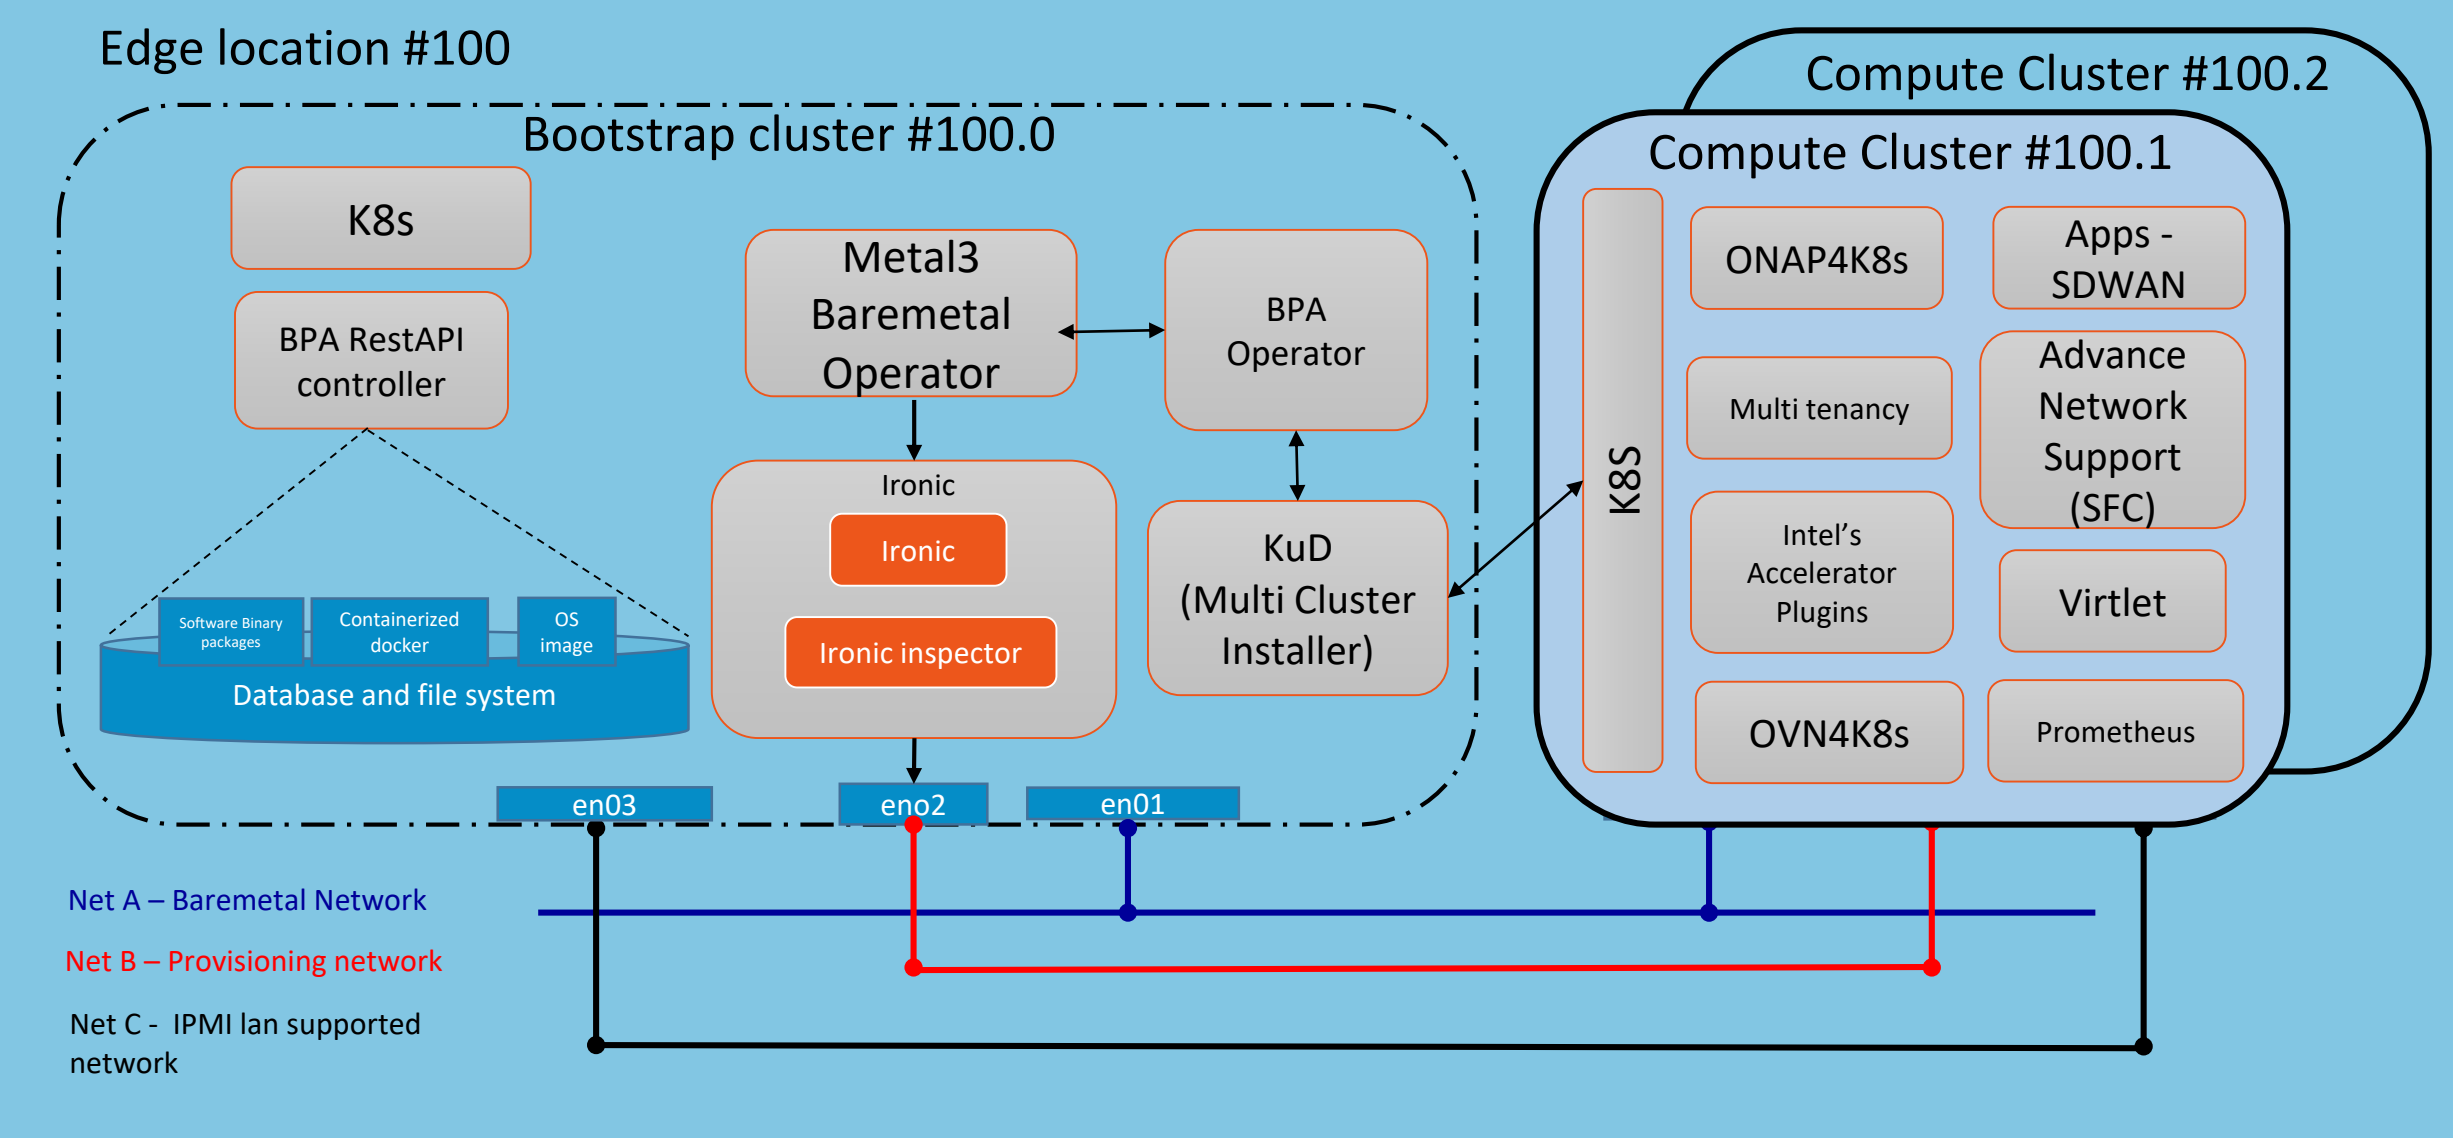 Edge location #100
Bootstrap cluster #100.0
K8s
BPA RestAPI
controller
Software Binary
packages
Containerized
docker
OS
image
Database and file system
Metal3
Baremetal
Operator
BPA
Operator
Ironic
Ironic
Ironic inspector
KuD
(Multi Cluster
Installer)
en03
eno2
en01
Compute Cluster #100.2
Compute Cluster #100.1
K8S
ONAP4K8s
Apps -
SDWAN
Multi tenancy
Advance
Network
Support
(SFC)
Intel’s
Accelerator
Plugins
Virtlet
OVN4K8s
Prometheus
Net A – Baremetal Network
Net B – Provisioning network
Net C -  IPMI lan supported
network